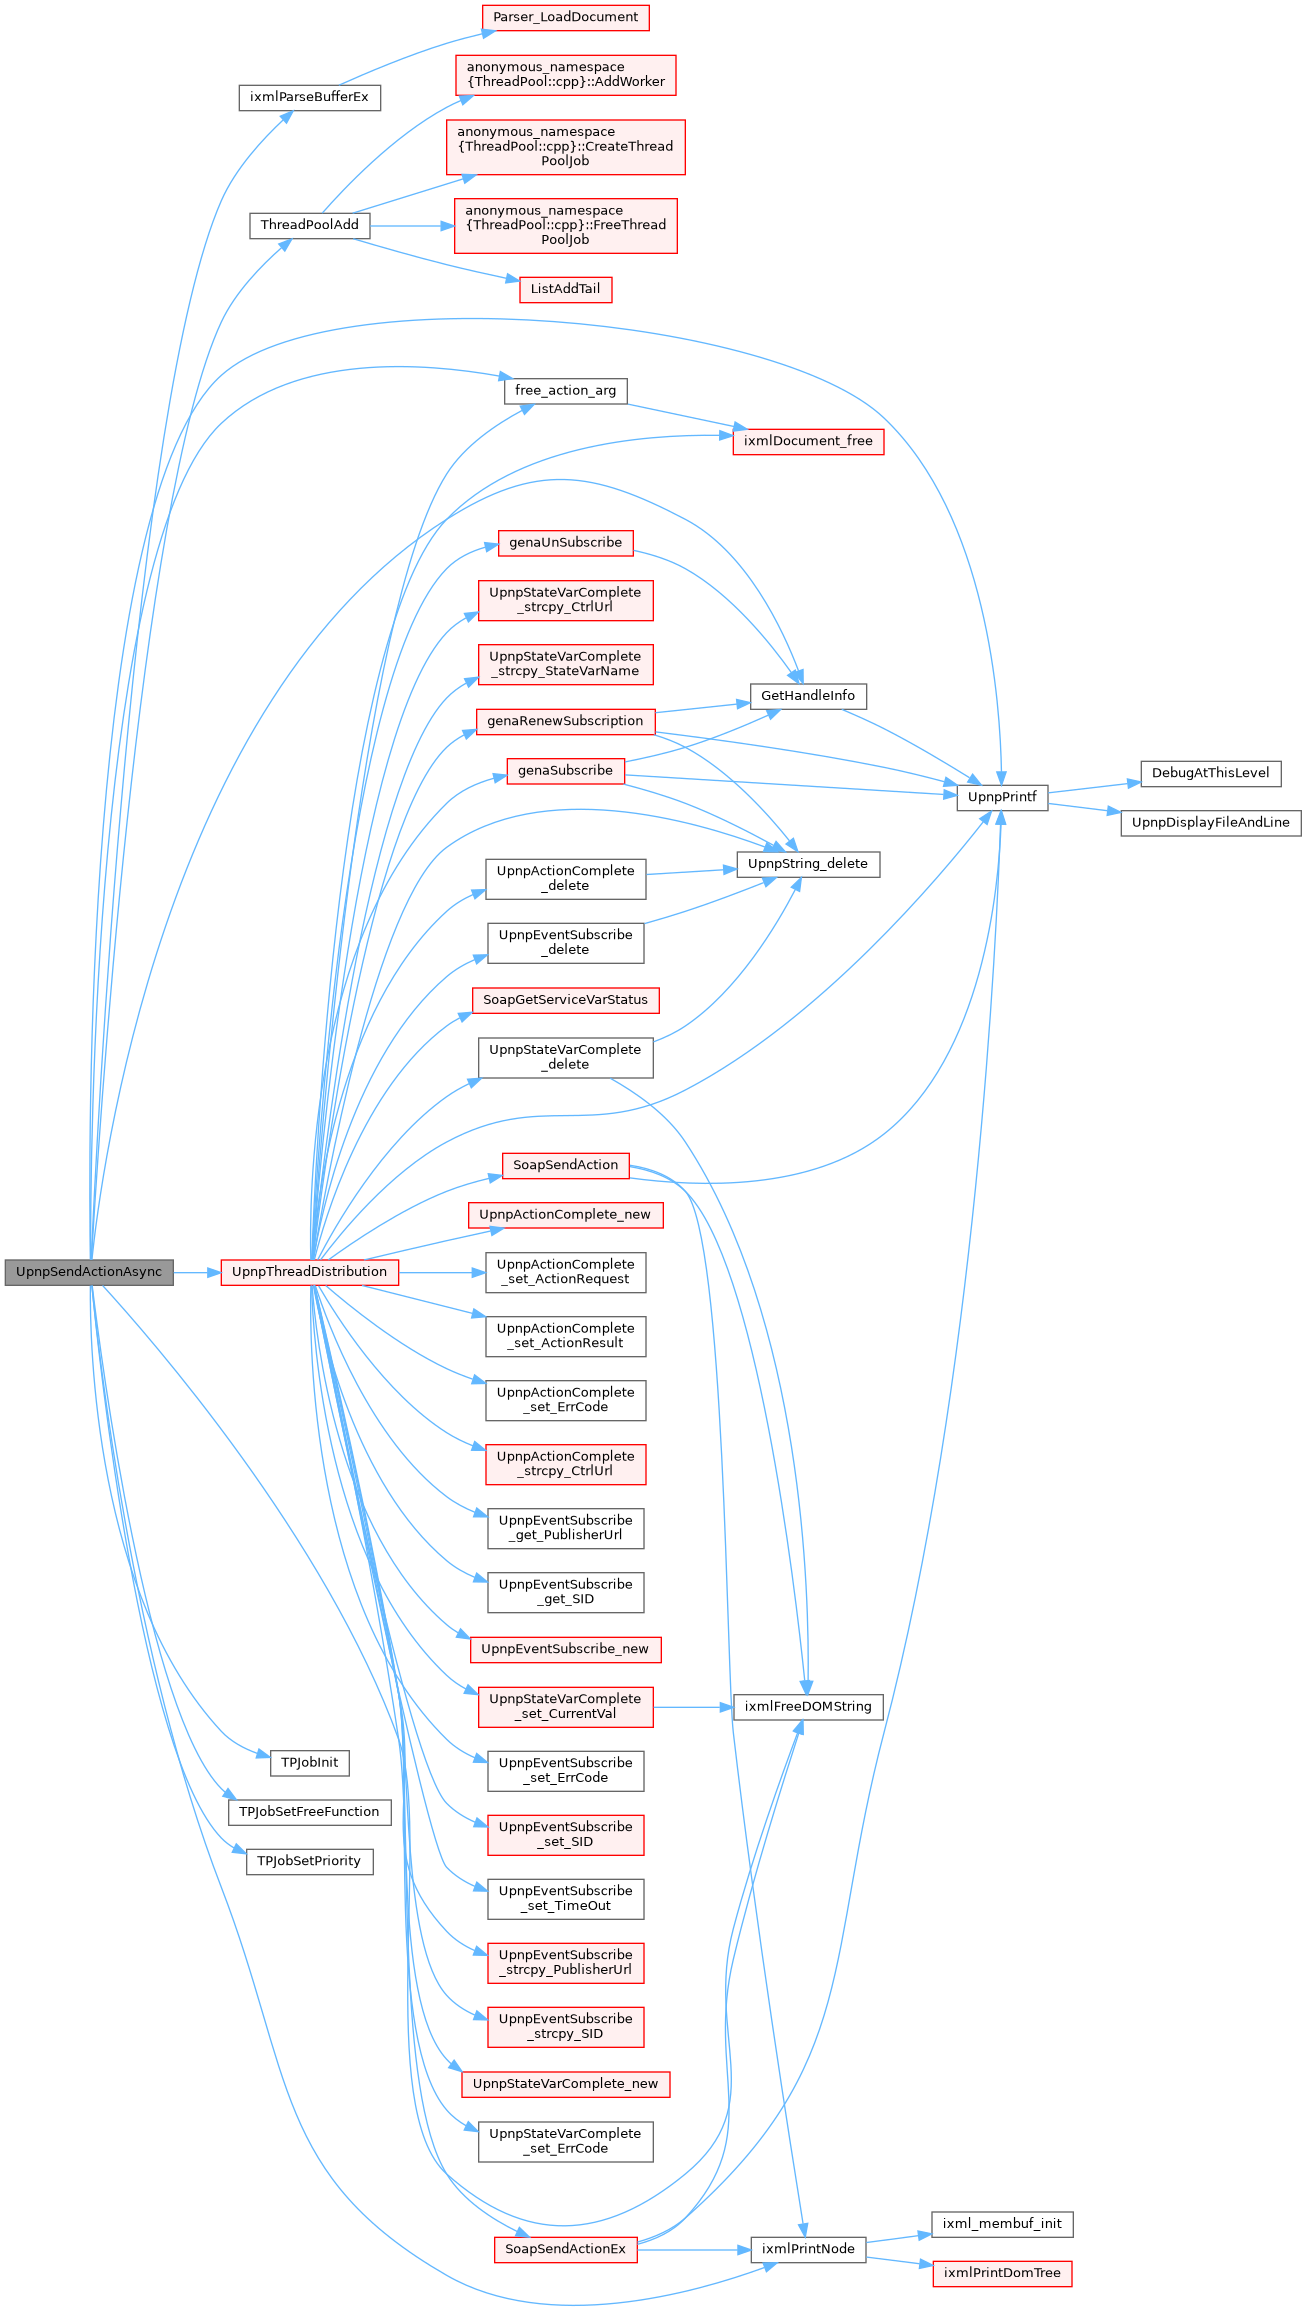 Parser_LoadDocument
anonymous_namespace
{ThreadPool::cpp}::AddWorker
ixmlParseBufferEx
anonymous_namespace
{ThreadPool::cpp}::CreateThread
PoolJob
anonymous_namespace
{ThreadPool::cpp}::FreeThread
PoolJob
ThreadPoolAdd
ListAddTail
free_action_arg
ixmlDocument_free
genaUnSubscribe
UpnpStateVarComplete
_strcpy_CtrlUrl
UpnpStateVarComplete
_strcpy_StateVarName
GetHandleInfo
genaRenewSubscription
genaSubscribe
DebugAtThisLevel
UpnpPrintf
UpnpDisplayFileAndLine
UpnpString_delete
UpnpActionComplete
_delete
UpnpEventSubscribe
_delete
SoapGetServiceVarStatus
UpnpStateVarComplete
_delete
SoapSendAction
UpnpActionComplete_new
UpnpSendActionAsync
UpnpThreadDistribution
UpnpActionComplete
_set_ActionRequest
UpnpActionComplete
_set_ActionResult
UpnpActionComplete
_set_ErrCode
UpnpActionComplete
_strcpy_CtrlUrl
UpnpEventSubscribe
_get_PublisherUrl
UpnpEventSubscribe
_get_SID
UpnpEventSubscribe_new
UpnpStateVarComplete
_set_CurrentVal
ixmlFreeDOMString
TPJobInit
UpnpEventSubscribe
_set_ErrCode
TPJobSetFreeFunction
UpnpEventSubscribe
_set_SID
TPJobSetPriority
UpnpEventSubscribe
_set_TimeOut
UpnpEventSubscribe
_strcpy_PublisherUrl
UpnpEventSubscribe
_strcpy_SID
UpnpStateVarComplete_new
UpnpStateVarComplete
_set_ErrCode
SoapSendActionEx
ixmlPrintNode
ixml_membuf_init
ixmlPrintDomTree